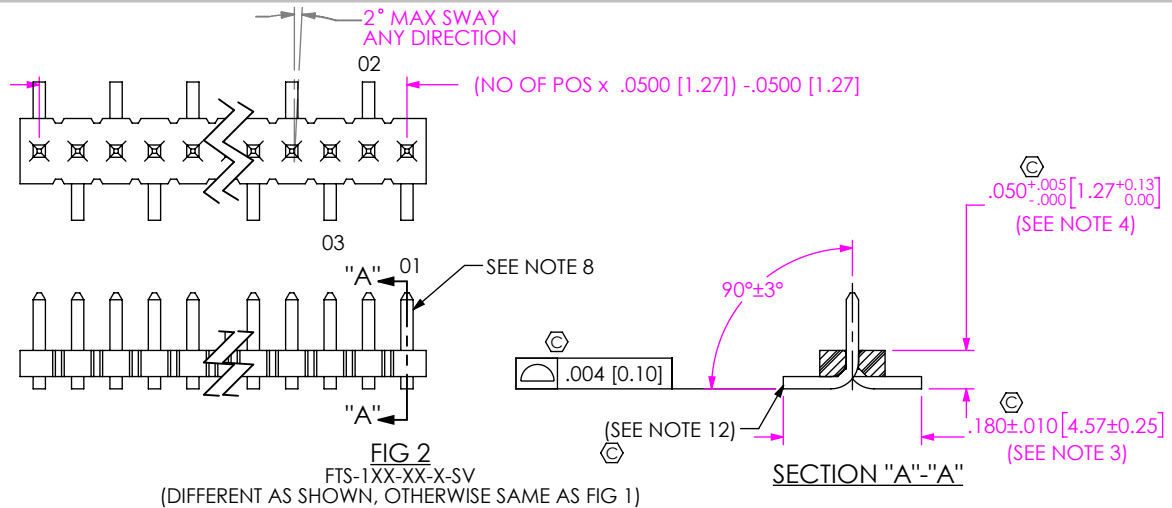 2° MAX SWAY
ANY DIRECTION
02
(NO OF POS x .0500 [1.27]) -.0500 [1.27]
C
.050+.005-.000[1.27+0.13 0.00]
(SEE NOTE 4)
03
"A"
01
SEE NOTE 8
90°±3°
C
.004 [0.10]
"A"
(SEE NOTE 12)
C
C
.180±.010[4.57±0.25]
(SEE NOTE 3)
FIG 2
FTS-1XX-XX-X-SV
(DIFFERENT AS SHOWN, OTHERWISE SAME AS FIG 1)
SECTION "A"-"A"